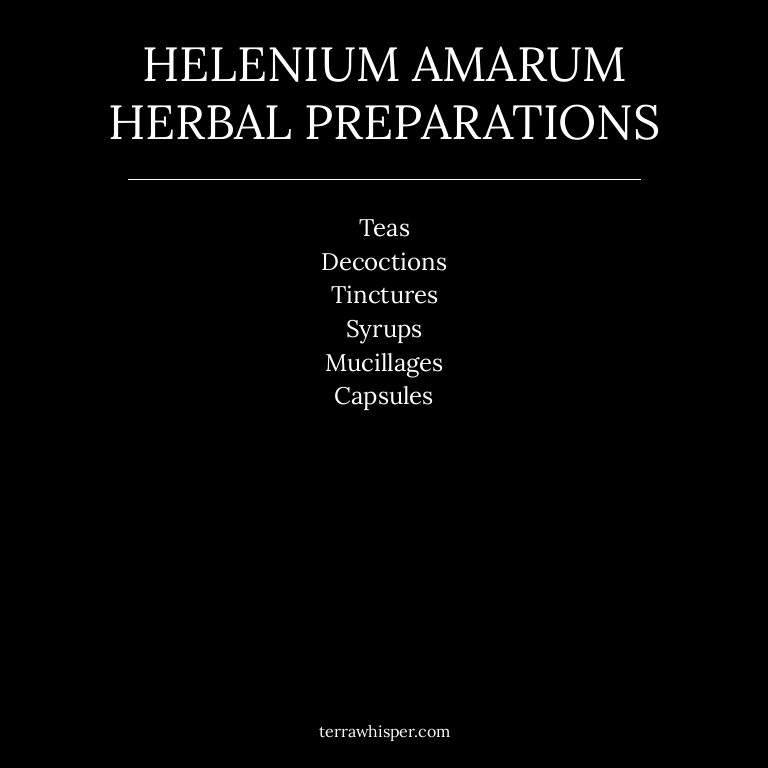 HELENIUM AMARUM
HERBAL PREPARATIONS
Teas
Decoctions
Tinctures
Syrups
Mucillages
Capsules
terrawhisper.com